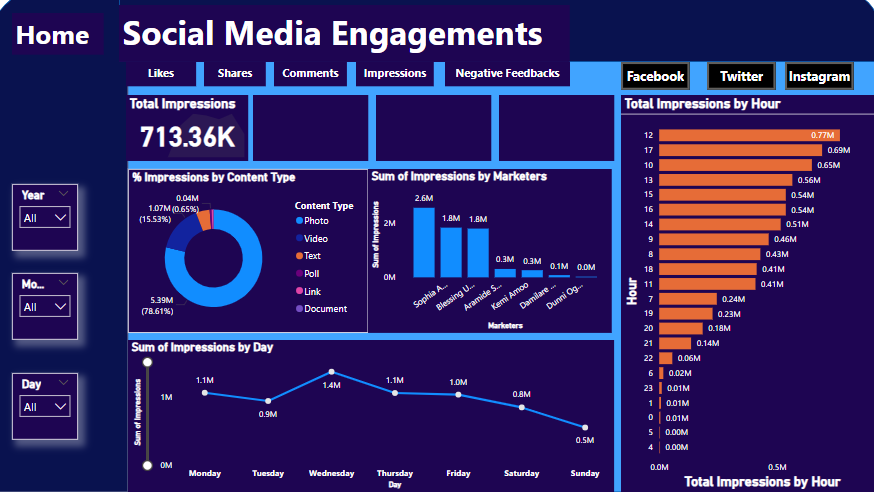 Home
Social Media Engagements
Likes
Shares
Comments
Impressions
Negative Feedbacks
Facebook
Twitter
Instagram
Year
All
Mo...
All
Day
All
Total Impressions
713.36K
% Impressions by Content Type
0.04M
(0.65%)
1.07M
(15.53%)
5.39M
(78.61%)
Content Type
Photo
Video
Text
Poll
Link
Document
Sum of Impressions by Marketers
Sum of Impressions
2M
0M
2.6M
1.8M
1.8M
0.3M
0.3M
0.1M
0.0M
Sophia A...
Blessing U...
Aramide S...
Kemi Amoo
Damilare ...
Dunni Og...
Marketers
Sum of Impressions by Day
Sum of Impressions
1M
0M
1.1M
0.9M
1.4M
1.1M
1.0M
0.8M
0.5M
Monday
Tuesday
Wednesday
Thursday
Friday
Saturday
Sunday
Day
Total Impressions by Hour
Hour
12 0.77M
17 0.69M
10 0.65M
13 0.56M
15 0.54M
16 0.54M
14 0.51M
9 0.46M
8 0.43M
18 0.41M
11 0.41M
7 0.24M
19 0.23M
20 0.18M
21 0.14M
22 0.06M
6 0.02M
23 0.01M
1 0.01M
0 0.01M
5 0.00M
4 0.00M
0.0M
0.5M
Total Impressions by Hour